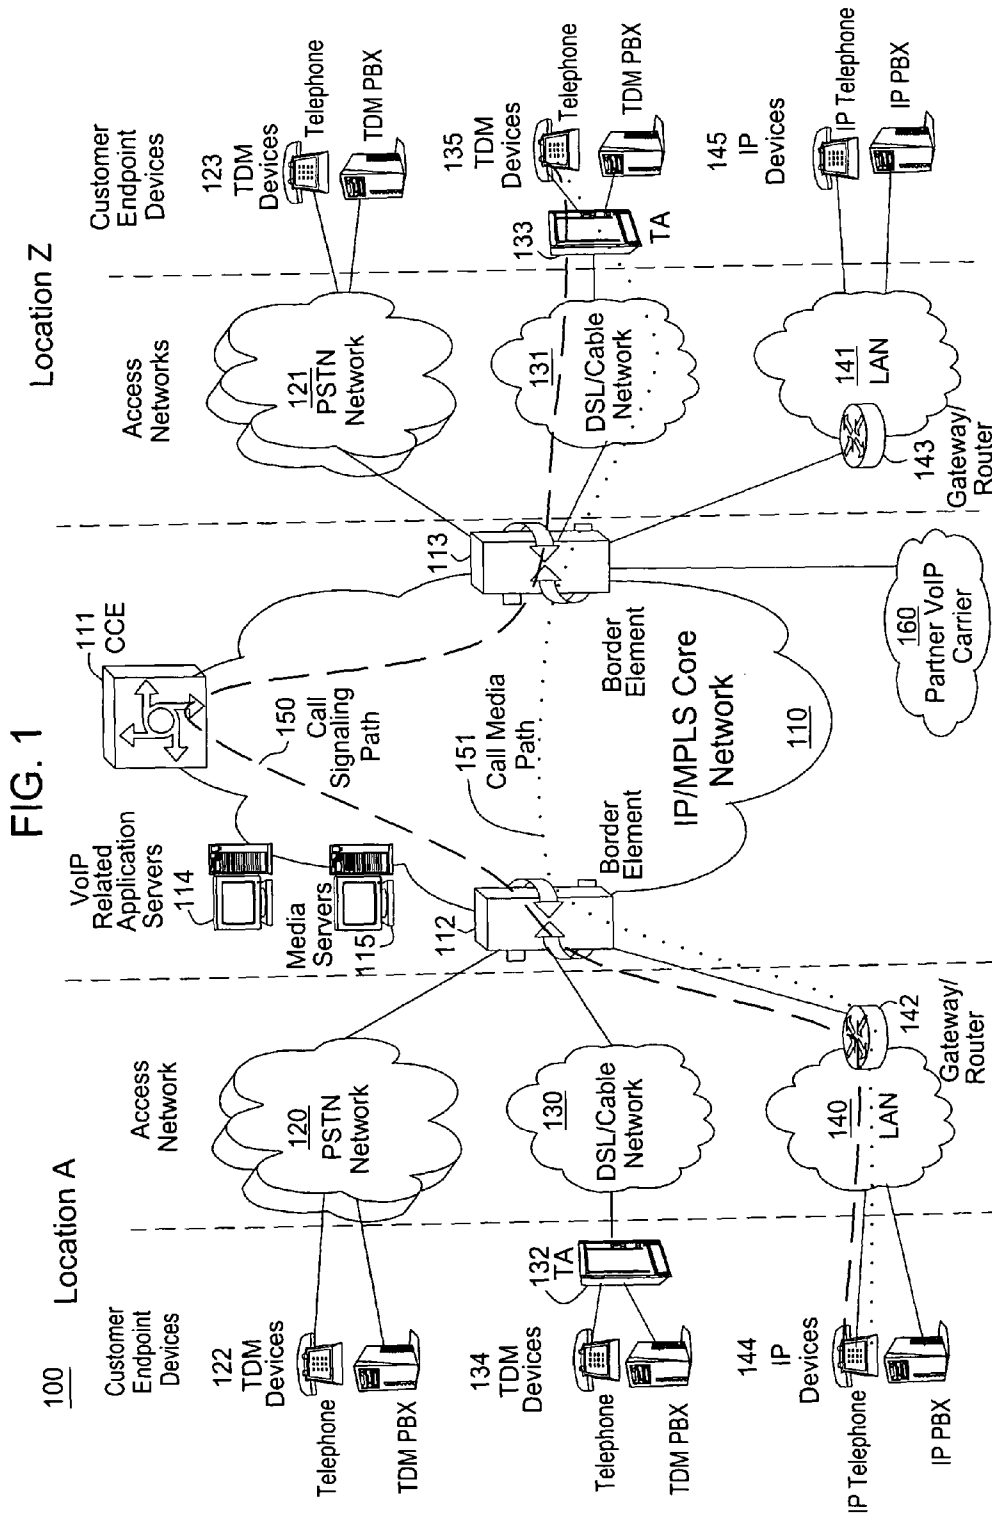 FIG. 1
100
Location A
Location Z
Customer
Endpoint
Devices
Access
Network
VoIP
Related
Application
Servers
114
Media
Servers
115
111
CCE
Access
Networks
Customer
Endpoint
Devices
122
TDM
Devices
Telephone
TDM PBX
120
PSTN
Network
112
150
Call
Signaling
Path
113
121
PSTN
Network
123
TDM
Devices
Telephone
TDM PBX
134
TDM
Devices
Telephone
TDM PBX
132
TA
130
DSL/Cable
Network
151
Call Media
Path
131
DSL/Cable
Network
133
TA
135
TDM
Devices
Telephone
TDM PBX
Border
Element
Border
Element
IP/MPLS Core
Network
110
144
IP
Devices
IP Telephone
IP PBX
140
LAN
142
Gateway/
Router
160
Partner VoIP
Carrier
141
LAN
143
Gateway/
Router
145
IP
Devices
IP Telephone
IP PBX